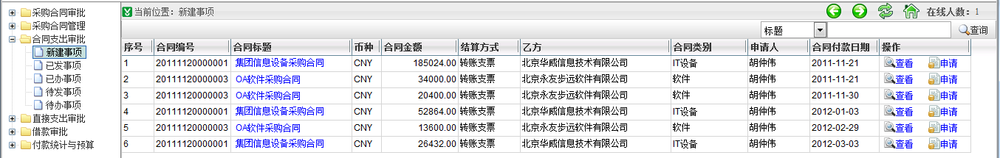 采购合同审批
采购合同管理
合同支出审批
新建事项
已发事项
已办事项
待发事项
待办事项
直接支出审批
借款审批
付款统计与预算
当前位置：新建事项
在线人数：1
标题 查询
序号 合同编号 合同标题 币种 合同金额 结算方式 乙方 合同类别 申请人 合同付款日期 操作
1 20111120000001 集团信息设备采购合同 CNY 185024.00 转账支票 北京华威信息技术有限公司 IT设备 胡仲伟 2011-11-21 查看 申请
2 20111120000003 OA软件采购合同 CNY 34000.00 转账支票 北京永友步远软件有限公司 软件 胡仲伟 2011-11-21 查看 申请
3 20111120000003 OA软件采购合同 CNY 20400.00 转账支票 北京永友步远软件有限公司 软件 胡仲伟 2011-11-30 查看 申请
4 20111120000001 集团信息设备采购合同 CNY 52864.00 转账支票 北京华威信息技术有限公司 IT设备 胡仲伟 2012-01-03 查看 申请
5 20111120000003 OA软件采购合同 CNY 13600.00 转账支票 北京永友步远软件有限公司 软件 胡仲伟 2012-02-29 查看 申请
6 20111120000001 集团信息设备采购合同 CNY 26432.00 转账支票 北京华威信息技术有限公司 IT设备 胡仲伟 2012-03-03 查看 申请